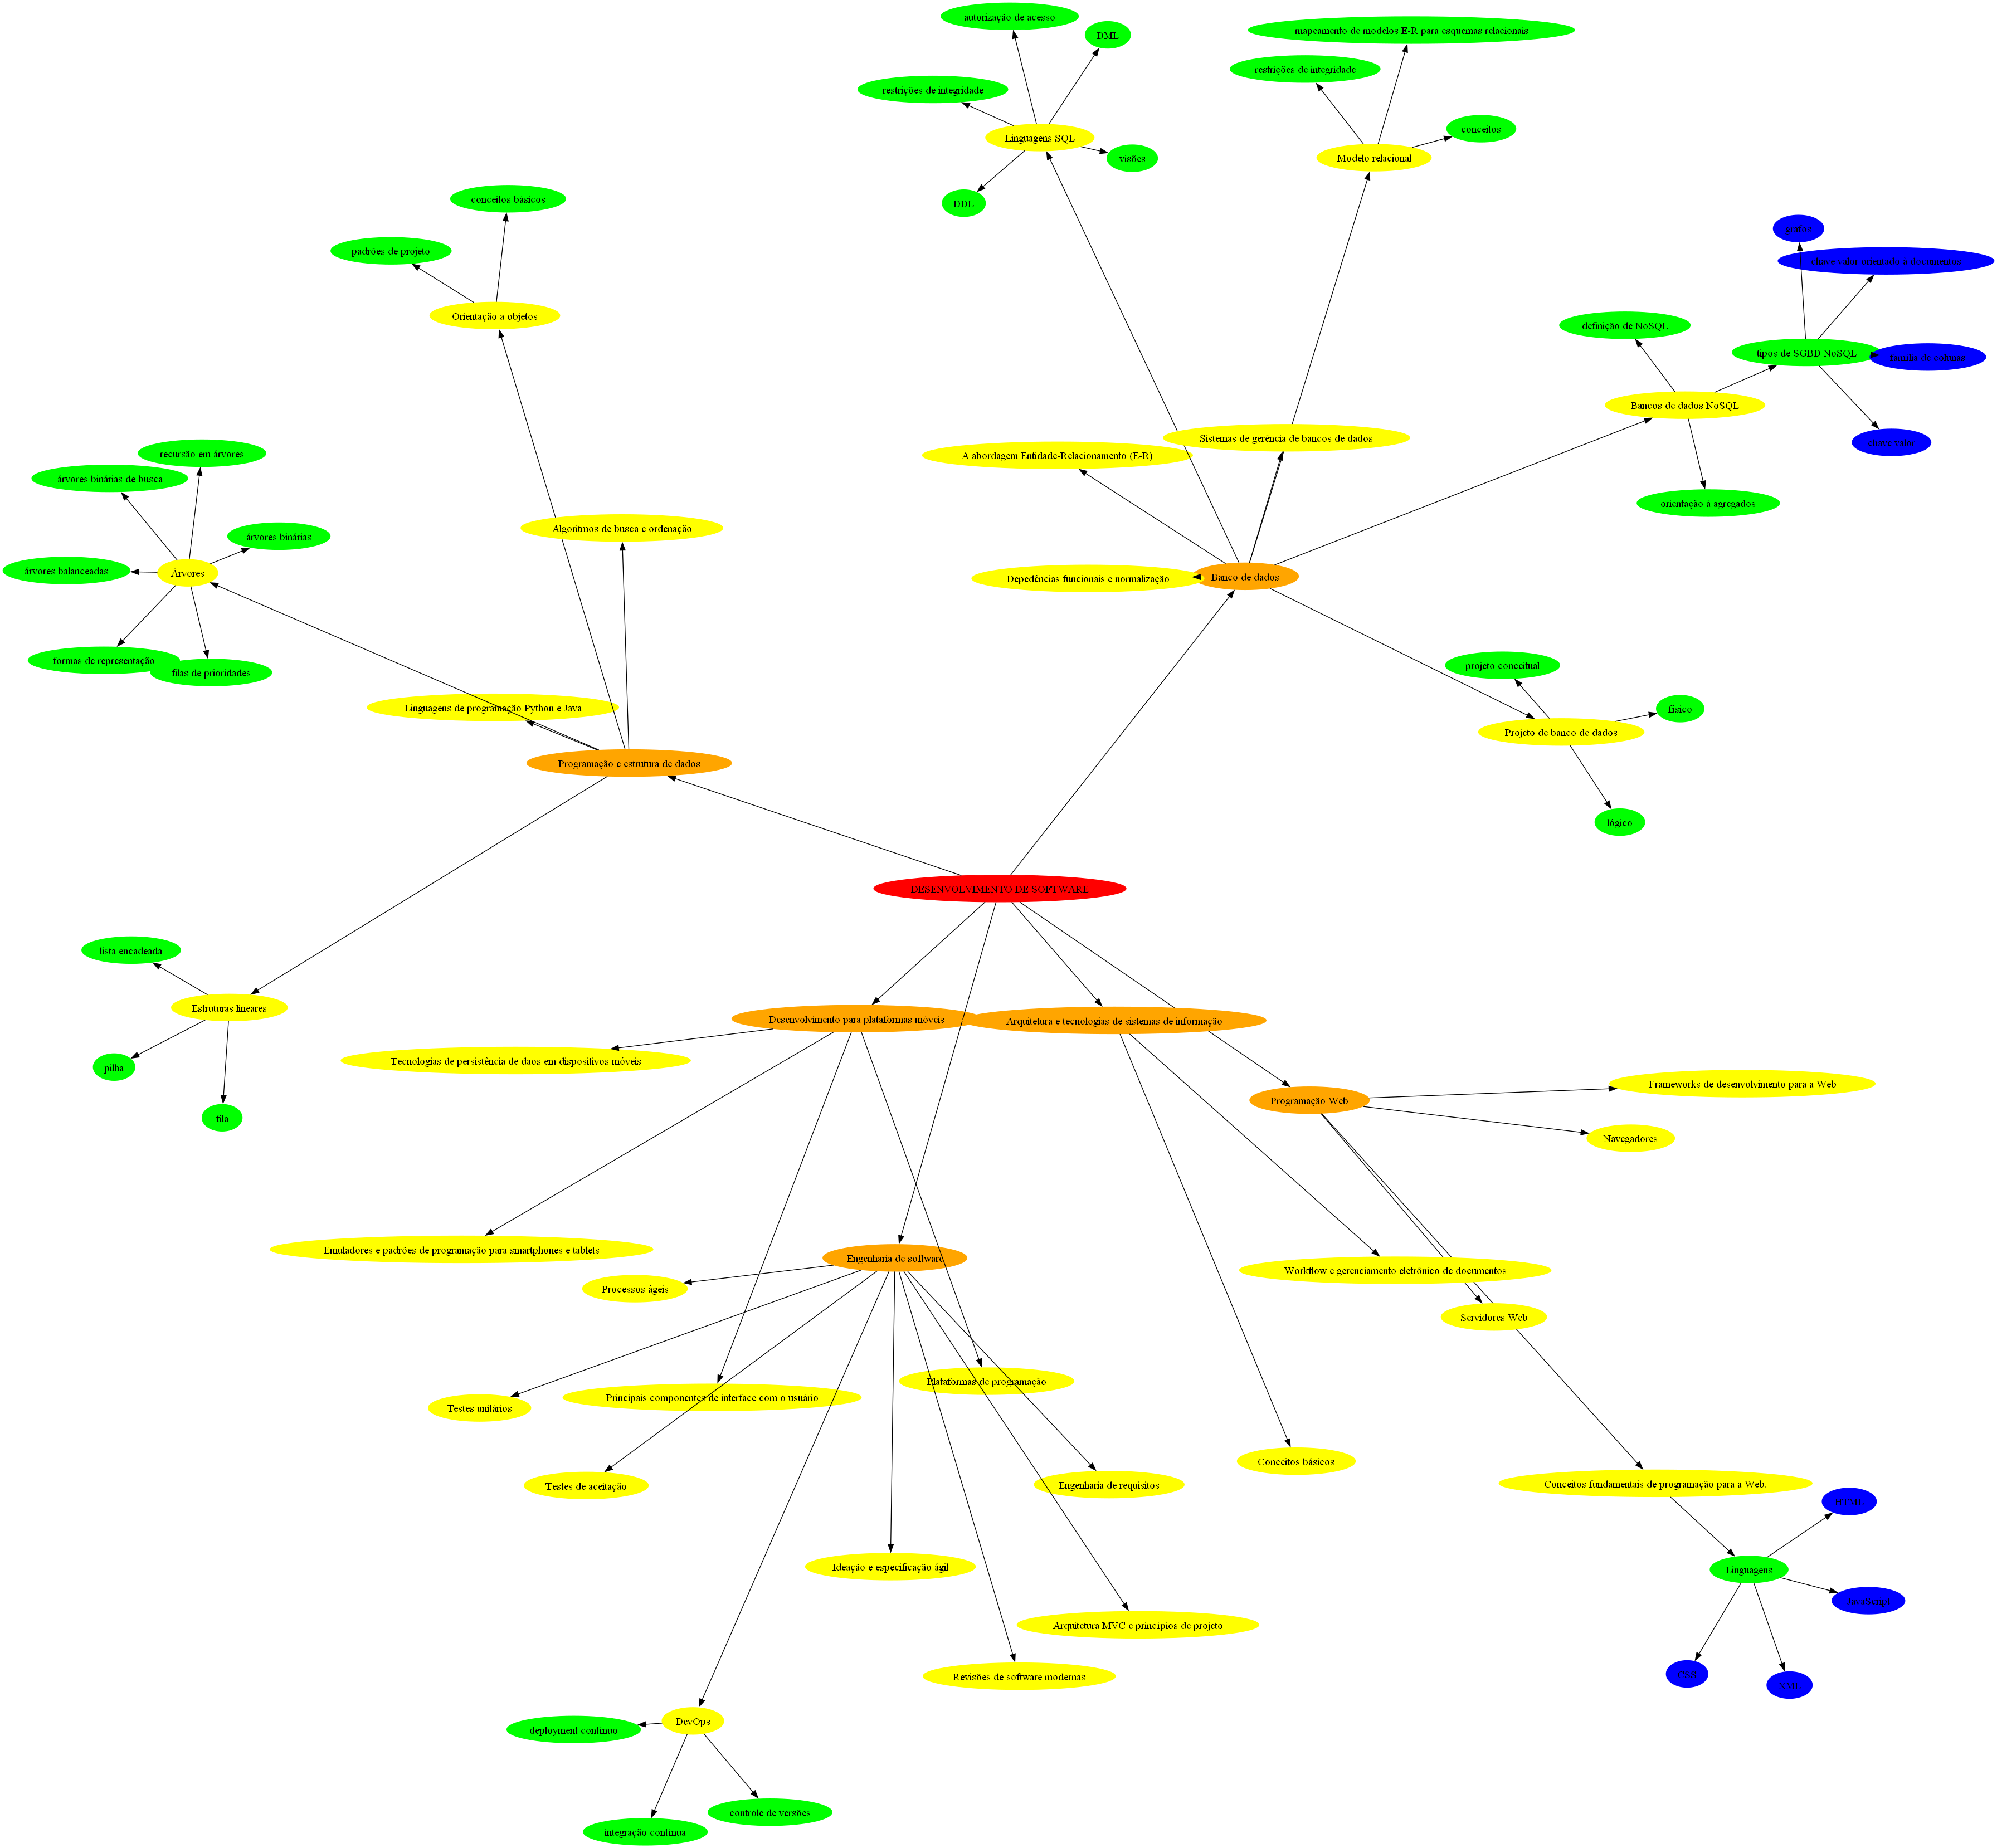 autorização de acesso
DML
mapeamento de modelos E-R para esquemas relacionais
restrições de integridade
restrições de integridade
conceitos
Linguagens SQL
visões
Modelo relacional
DDL
conceitos básicos
padrões de projeto
Orientação a objetos
grafos
chave valor orientado à documentos
definição de NoSQL
tipos de SGBD NoSQL
família de colunas
Bancos de dados NoSQL
chave-valor
orientação à agregados
Sistemas de gerência de bancos de dados
A abordagem Entidade-Relacionamento (E-R)
recursão em árvores
árvores binárias de busca
árvores binárias
árvores balanceadas
Árvores
formas de representação
filas de prioridades
Algoritmos de busca e ordenação
Depedências funcionais e normalização
Banco de dados
projeto conceitual
físico
Projeto de banco de dados
lógico
Linguagens de programação Python e Java
Programação e estrutura de dados
DESENVOLVIMENTO DE SOFTWARE
lista encadeada
Estruturas lineares
pilha
fila
Desenvolvimento para plataformas móveis
Arquitetura e tecnologias de sistemas de informação
Tecnologias de persistência de daos em dispositivos móveis
Programação Web
Frameworks de desenvolvimento para a Web
Navegadores
Emuladores e padrões de programação para smartphones e tablets
Engenharia de software
Processos ágeis
Workflow e gerenciamento eletrônico de documentos
Servidores Web
Plataformas de programação
Principais componentes de interface com o usuário
Testes unitários
Testes de aceitação
Engenharia de requisitos
Conceitos básicos
Conceitos fundamentais de programação para a Web.
HTML
Ideação e especificação ágil
Linguagens
JavaScript
Arquitetura MVC e princípios de projeto
Revisões de software modernas
CSS
XML
DevOps
deployment contínuo
controle de versões
integração contínua